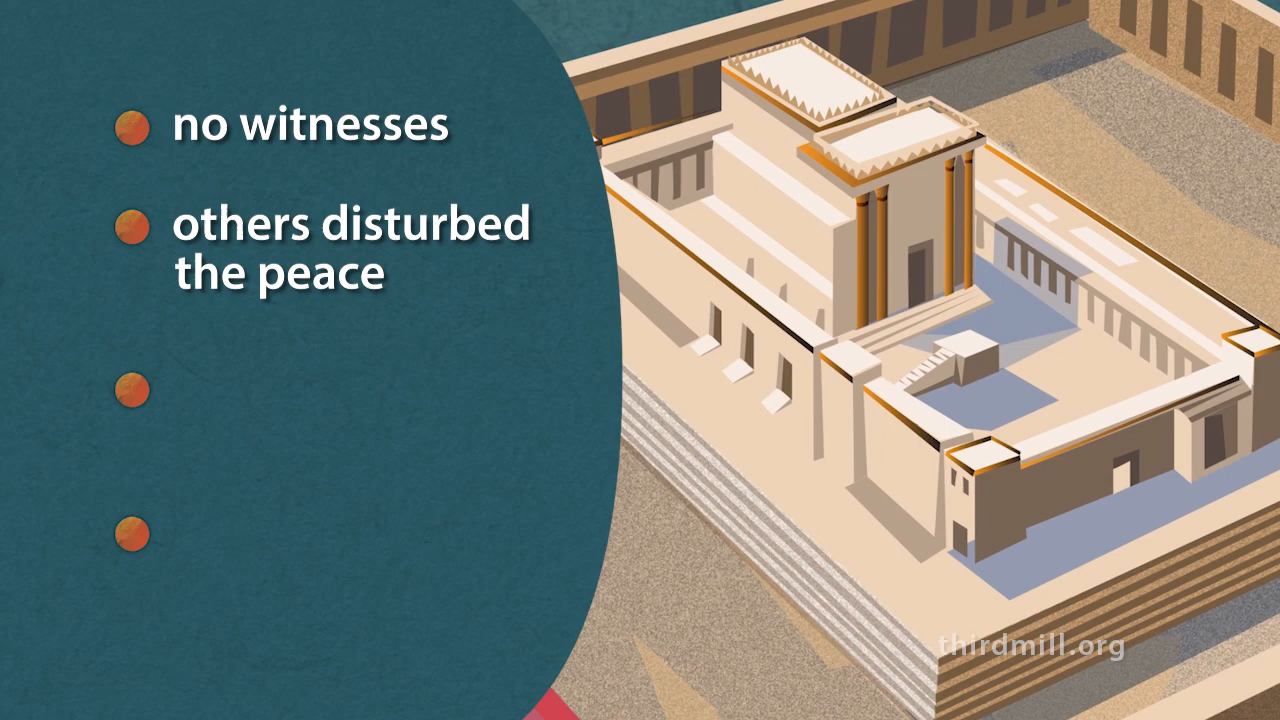 no witnesses
others disturbed
the peace
thirdmill.org